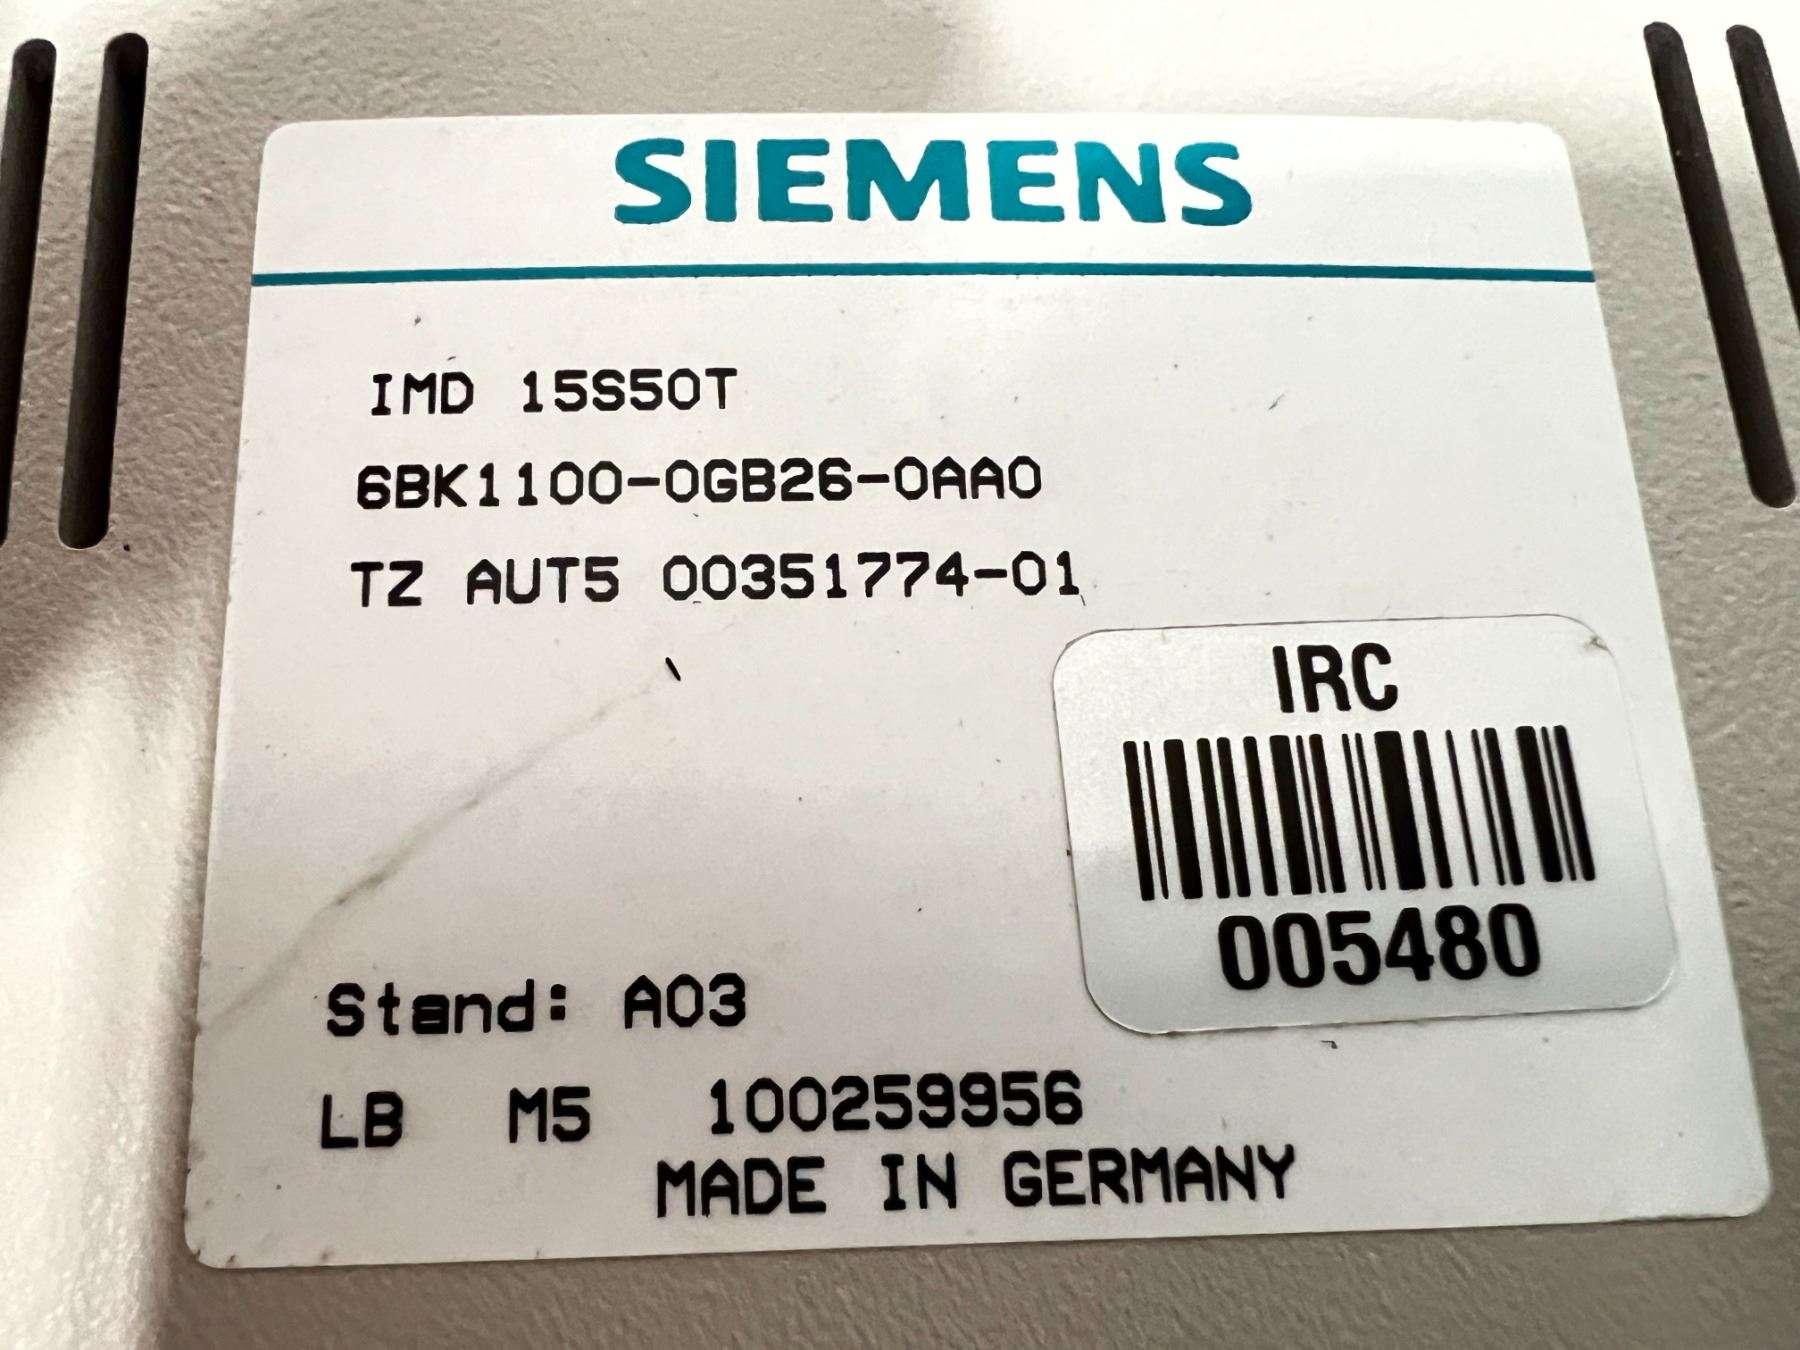 SIEMENS
IMD 15S50T
6BK1100-0GB26-0AA0
TZ AUT5 00351774-01
IRC
005480
Stand: A03
LB M5 100259956
MADE IN GERMANY